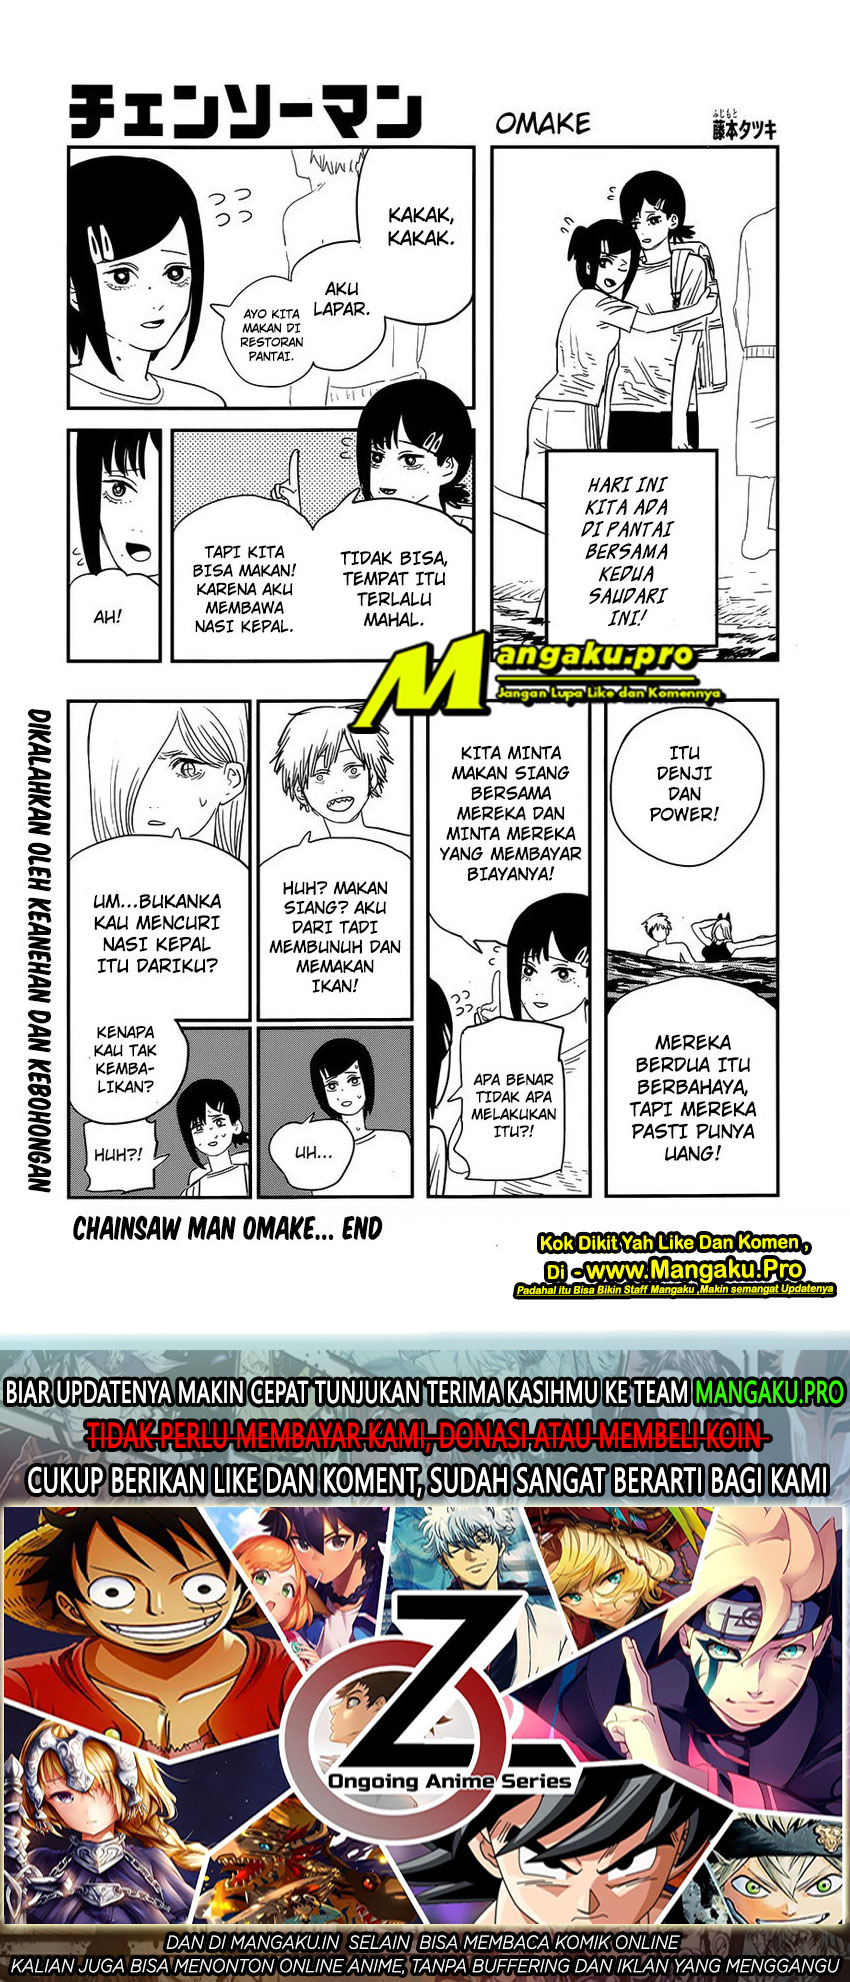 チェンソーマン
OMAKE
ふじもと
藤本タツキ
HARI INI
KITA ADA
DI PANTAI
BERSAMA
KEDUA
SAUDARI
INI!
KAKAK,
KAKAK.
AKU
LAPAR.
AYO KITA
MAKAN DI
RESTORAN
PANTAI.
TIDAK BISA,
TEMPAT ITU
TERLALU
MAHAL.
TAPI KITA
BISA MAKAN!
KARENA AKU
MEMBAWA
NASI KEPAL.
AH!
Mangaku.pro
Jangan Lupa Like dan Komennya
ITU
DENJI
DAN
POWER!
MEREKA
BERDUA ITU
BERBAHAYA,
TAPI MEREKA
PASTI PUNYA
UANG!
KITA MINTA
MAKAN SIANG
BERSAMA
MEREKA DAN
MINTA MEREKA
YANG MEMBAYAR
BIAYANYA!
APA BENAR
TIDAK APA
MELAKUKAN
ITU?!
HUH? MAKAN
SIANG? AKU
DARI TADI
MEMBUNUH DAN
MEMAKAN
IKAN!
UH...
UM...BUKANKA
KAU MENCURI
NASI KEPAL
ITU DARIKU?
KENAPA
KAU TAK
KEMBA-
LIKAN?
HUH?!
DIKALAHKAN OLEH KEANEHAN DAN KEBOHONGAN
CHAINSAW MAN OMAKE... END
Kok Dikit Yah Like Dan Komen ,
Di - www.Mangaku.Pro
Padahal Itu Bisa Bikin Staff Mangaku ,Makin semangat Updatenya
BIAR UPDATENYA MAKIN CEPAT TUNJUKAN TERIMA KASIHMU KE TEAM MANGAKU.PRO
TIDAK PERLU MEMBAYAR KAMI, DONASI ATAU MEMBELI KOIN
CUKUP BERIKAN LIKE DAN KOMENT, SUDAH SANGAT BERARTI BAGI KAMI
Z
Ongoing Anime Series
DAN DI MANGAKU.IN SELAIN BISA MEMBACA KOMIK ONLINE
KALIAN JUGA BISA MENONTON ONLINE ANIME, TANPA BUFFERING DAN IKLAN YANG MENGGANGU